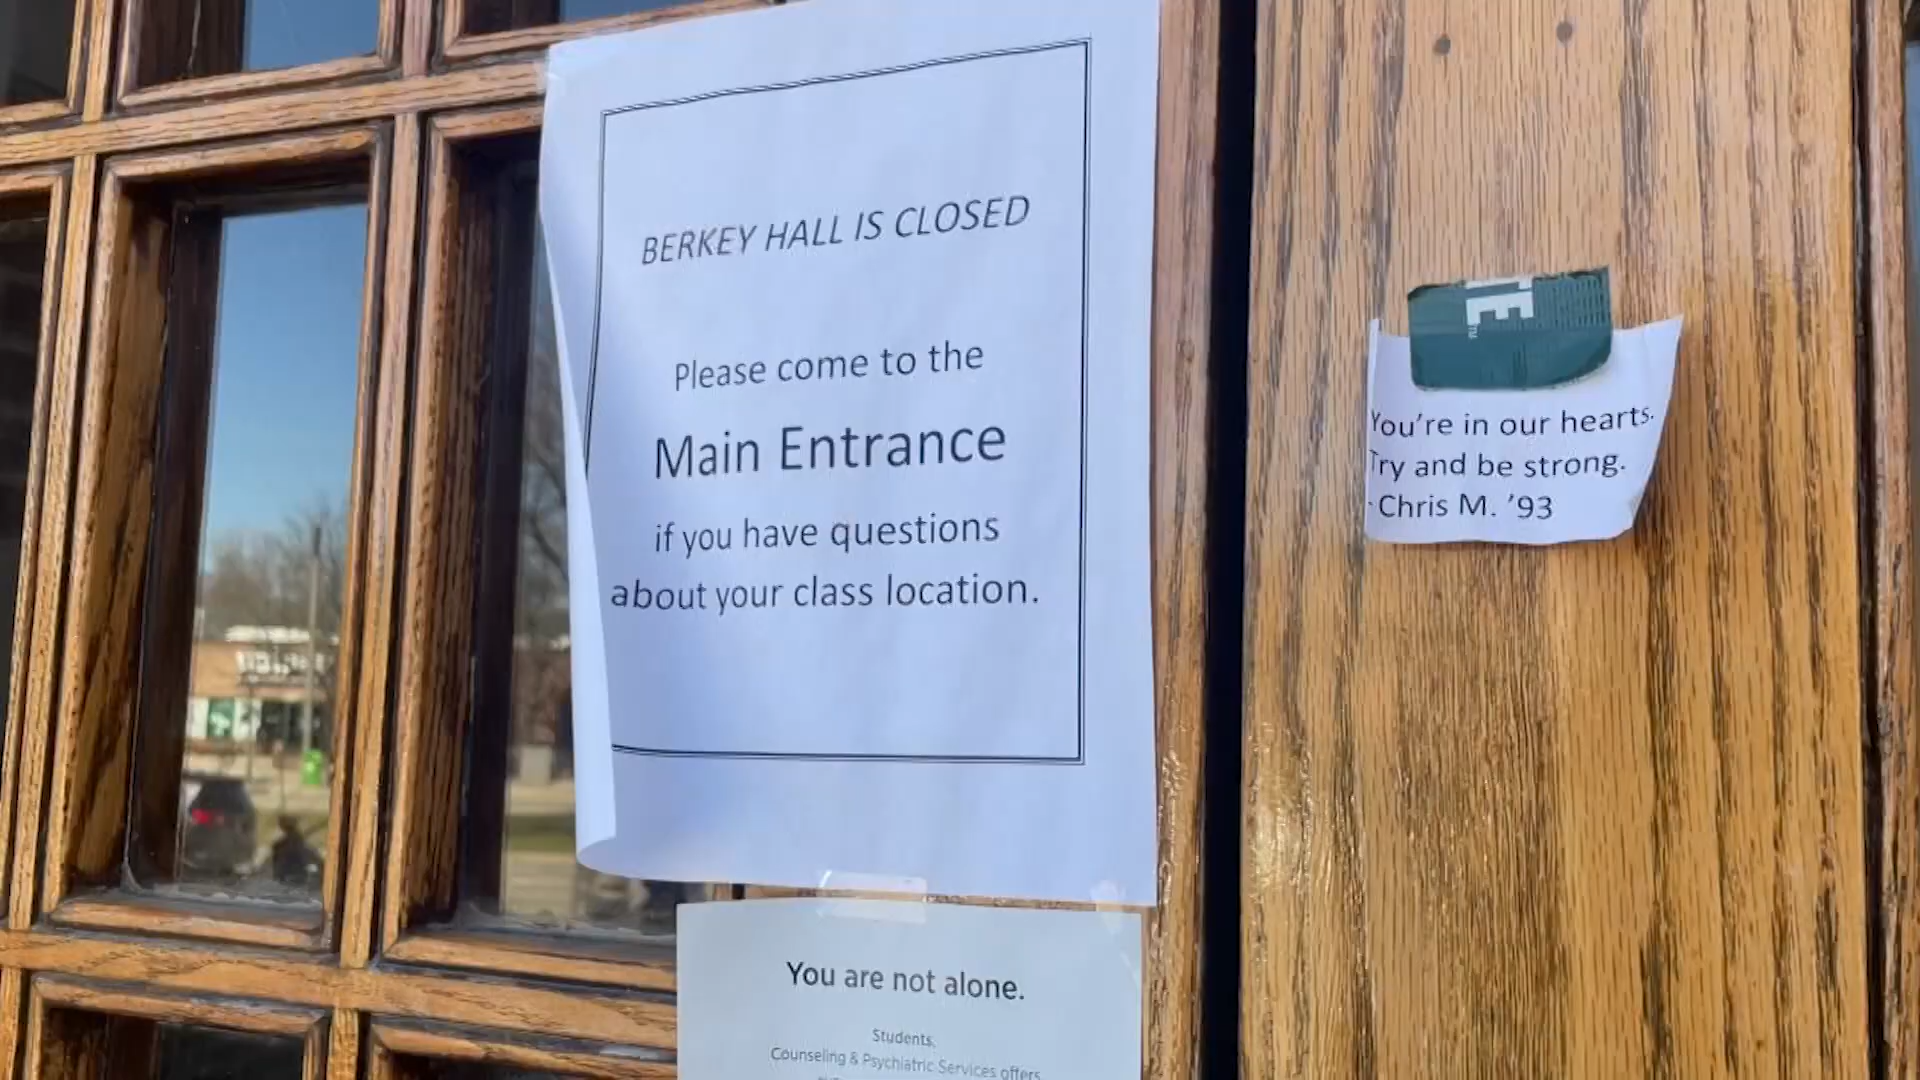 BERKEY HALL IS CLOSED
Please come to the
Main Entrance
if you have questions
about your class location.
TE
TM
You're in our hearts.
Try and be strong.
-Chris M. '93
You are not alone.
Students,
Counseling & Psychiatric Services offers